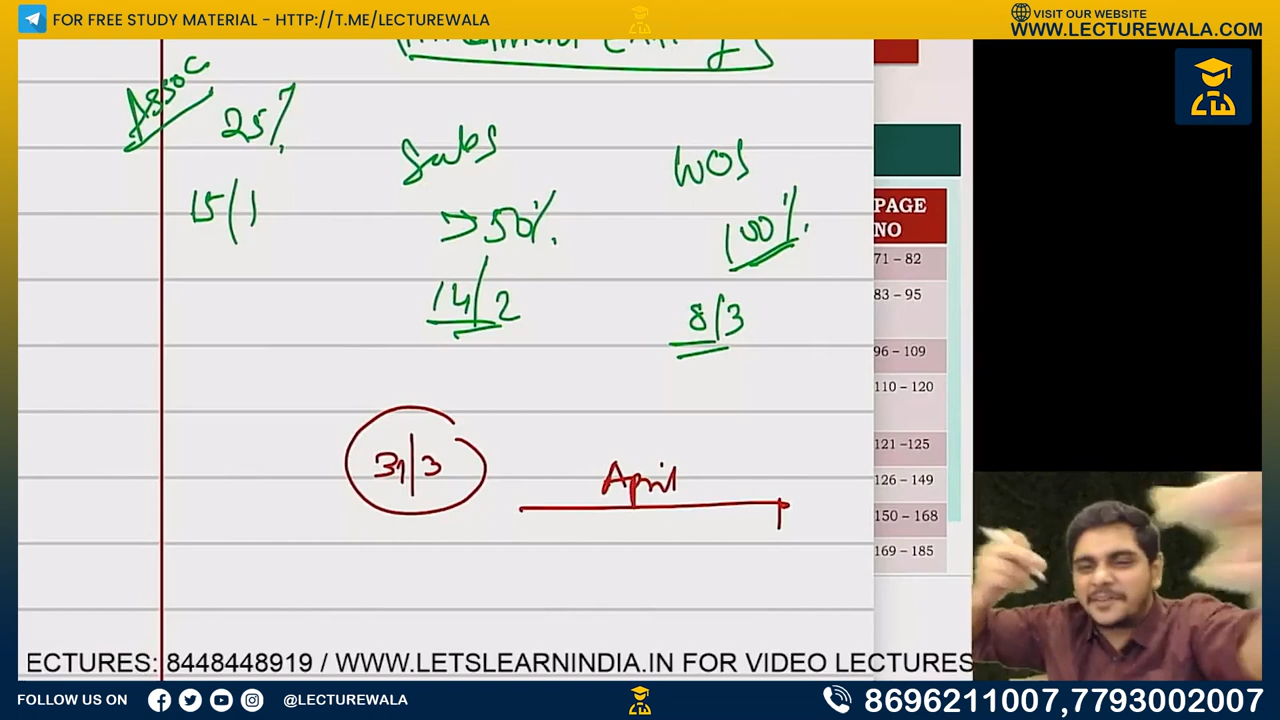 FOR FREE STUDY MATERIAL - HTTP://T.ME/LECTUREWALA
VISIT OUR WEBSITE
WWW.LECTUREWALA.COM
Assoc
25%
15/1
Subs
>50%
14/2
WOS
100%
8/3
31/3
April
PAGE
NO
71 – 82
83 – 95
96 – 109
110 – 120
121 –125
126 – 149
150 – 168
169 – 185
ECTURES: 8448448919 / WWW.LETSLEARNINDIA.IN FOR VIDEO LECTURES
FOLLOW US ON
@LECTUREWALA
8696211007,7793002007